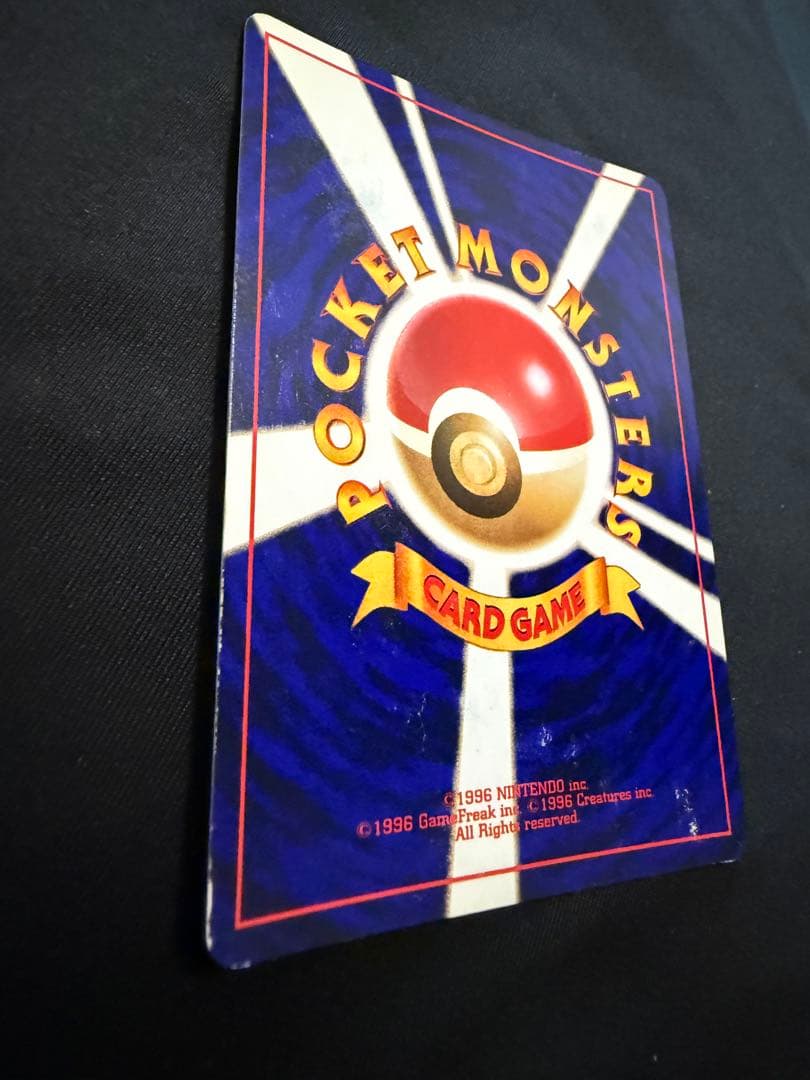 POCKET MONSTERS
CARD GAME
©1996 NINTENDO inc.
©1996 GameFreak inc. ©1996 Creatures inc.
All Rights reserved.